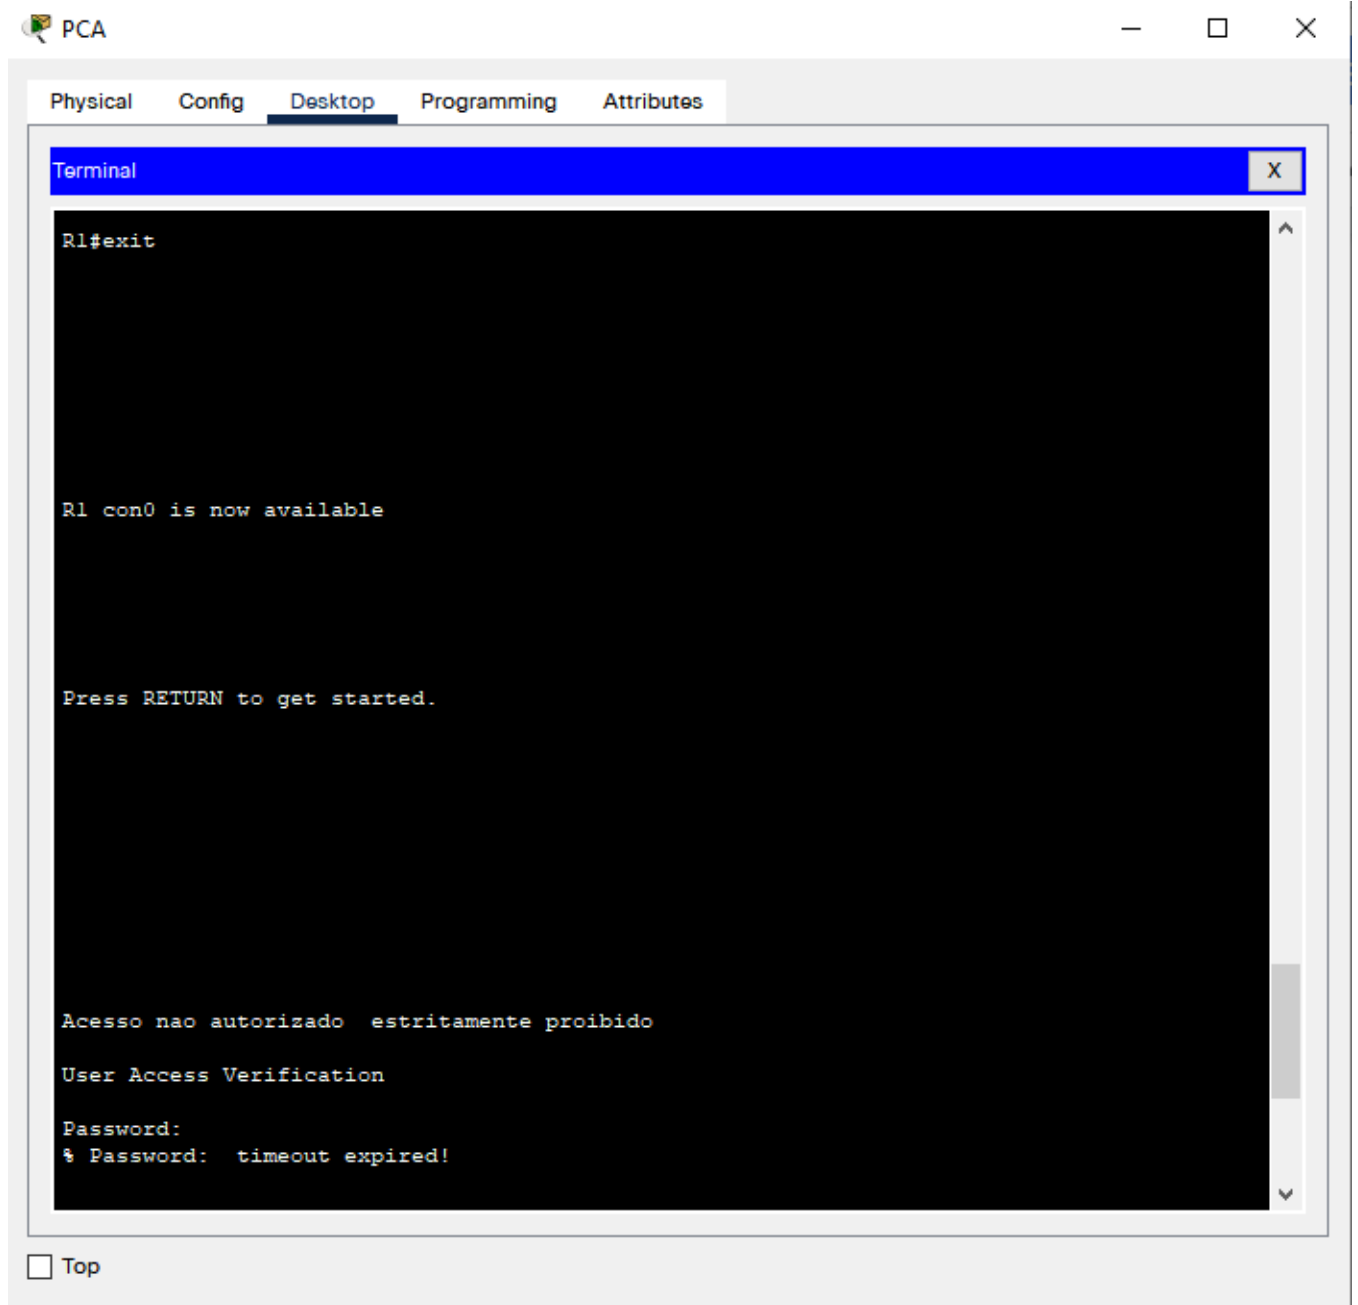 PCA
Physical Config Desktop Programming Attributes
Terminal X
R1#exit
R1 con0 is now available
Press RETURN to get started.
Acesso nao autorizado  estritamente proibido
User Access Verification
Password:
% Password:  timeout expired!
Top